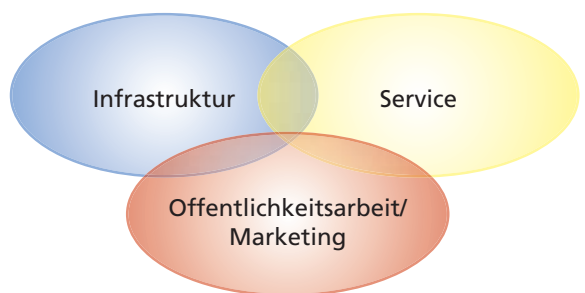 Infrastruktur
Service
Offentlichkeitsarbeit/
Marketing